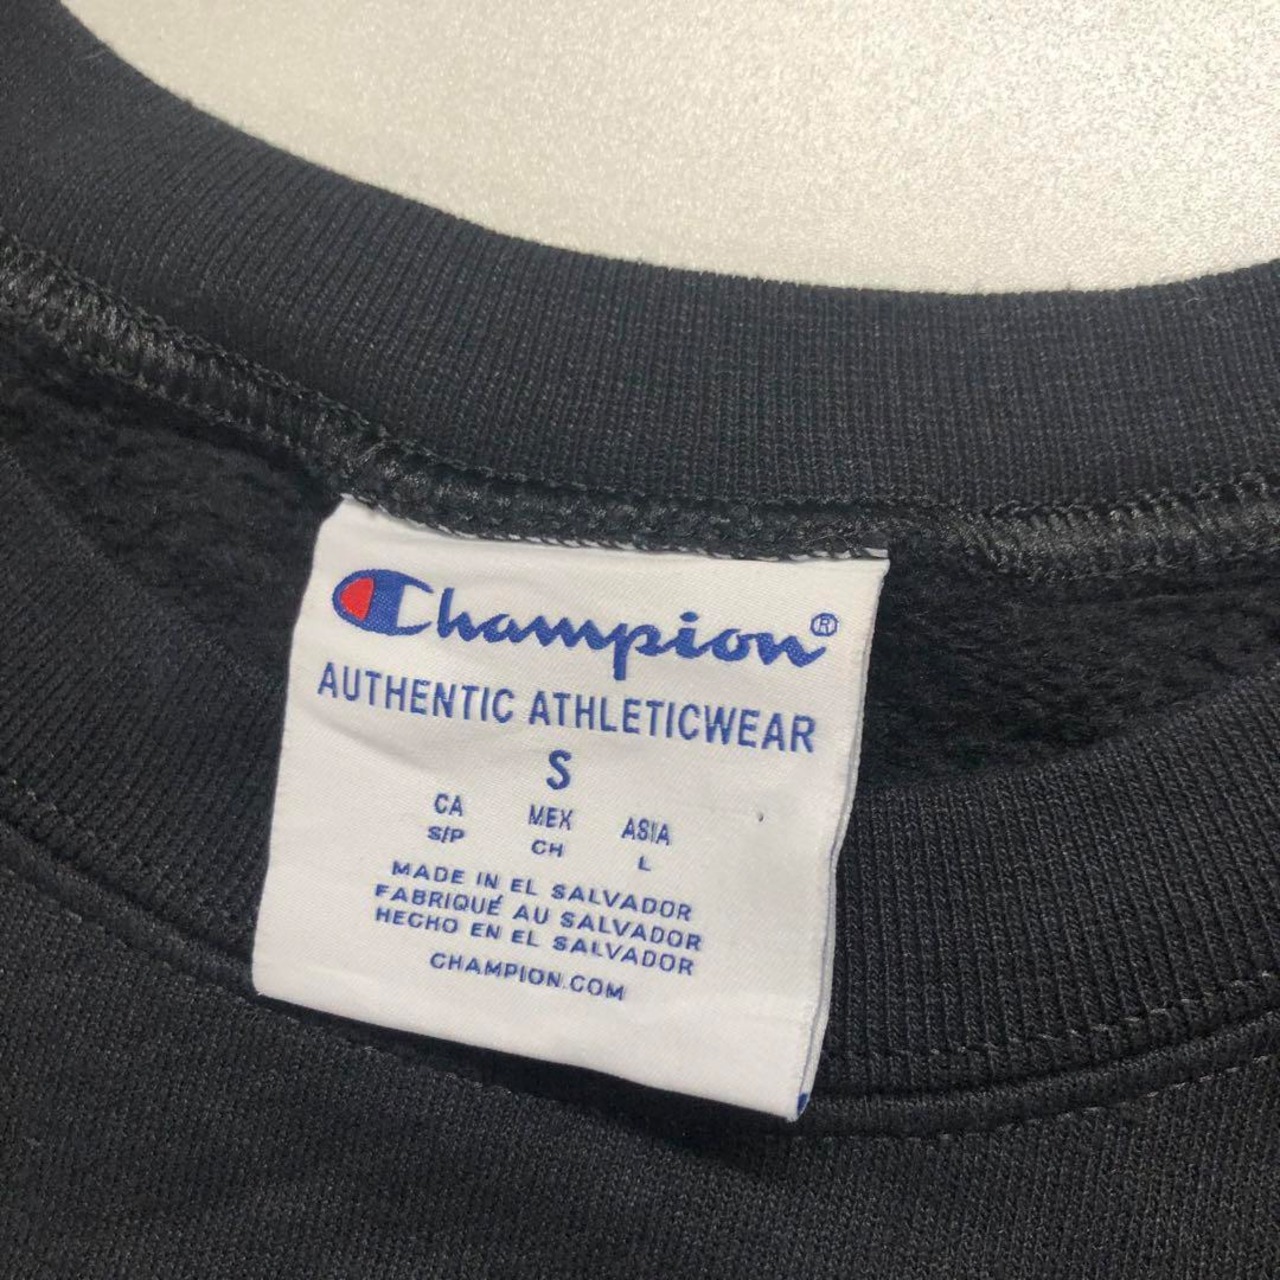 Champion®
AUTHENTIC ATHLETICWEAR
S
CA MEX ASIA
S/P CH L
MADE IN EL SALVADOR
FABRIQUÉ AU SALVADOR
HECHO EN EL SALVADOR
CHAMPION.COM